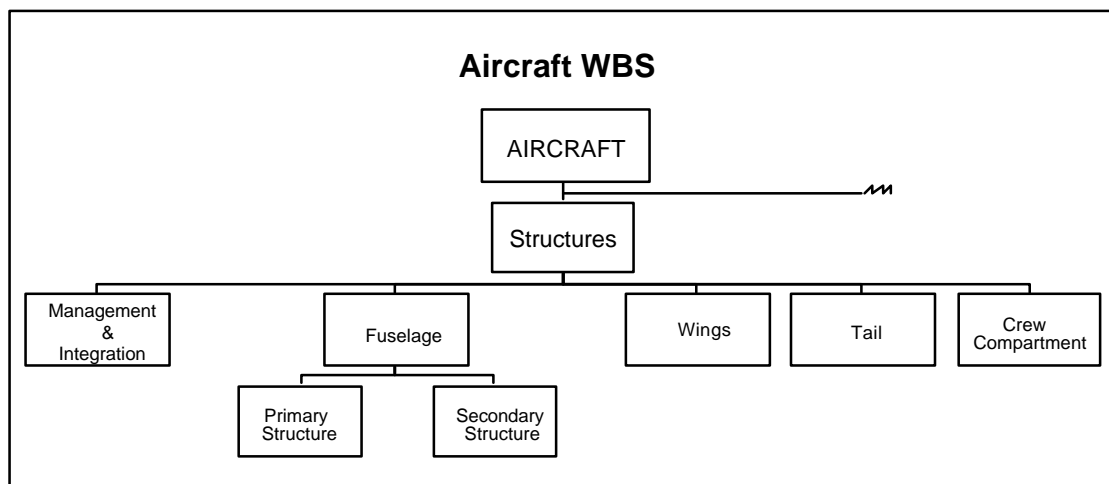 Aircraft WBS
AIRCRAFT
Structures
Management
&
Integration
Fuselage
Wings
Tail
Crew
Compartment
Primary
Structure
Secondary
Structure